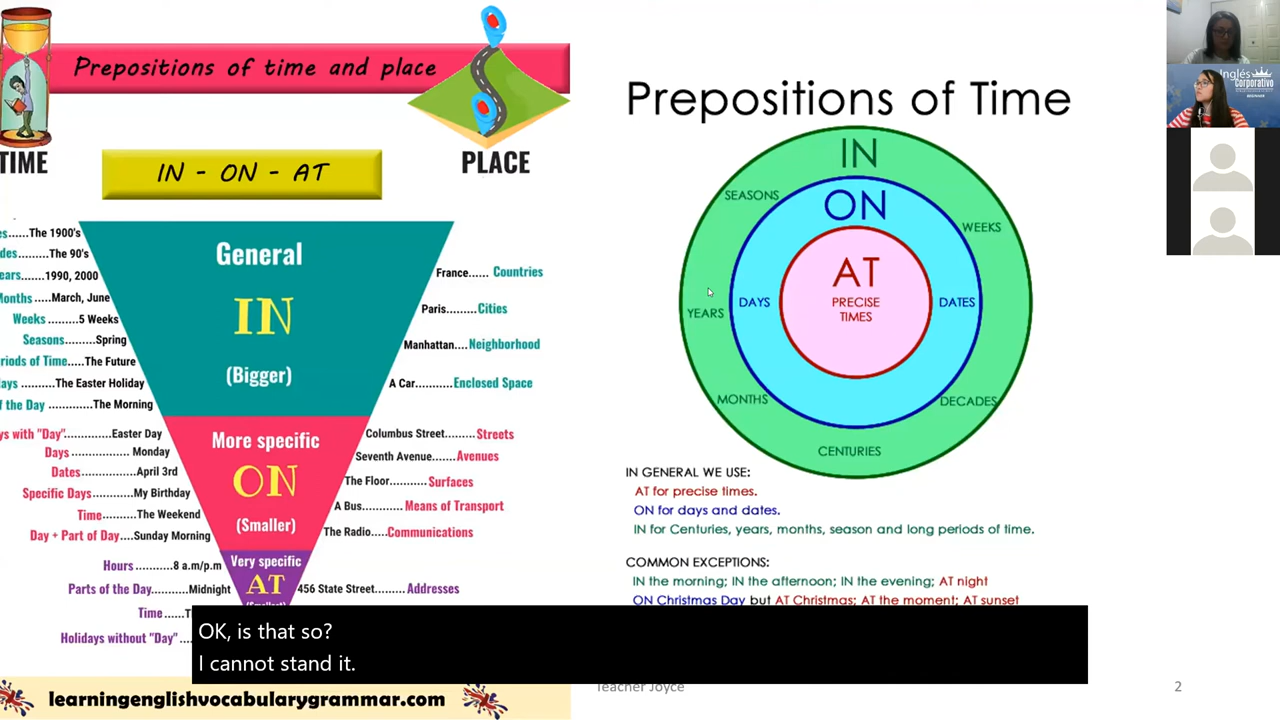 Prepositions of time and place
TIME
PLACE
IN - ON - AT
The 1900's
The 90's
1990, 2000
Months .....March, June
Weeks .........5 Weeks
Seasons.........Spring
Periods of Time.....The Future
The Easter Holiday
of the Day ............The Morning
General
IN
(Bigger)
France...... Countries
Paris......... Cities
Manhattan.... Neighborhood
A Car........... Enclosed Space
Days with "Day"..............Easter Day
Days ................ Monday
Dates ............April 3rd
Specific Days...........My Birthday
Time.........The Weekend
Day + Part of Day....Sunday Morning
More specific
ON
(Smaller)
Columbus Street......... Streets
Seventh Avenue....... Avenues
The Floor.......... Surfaces
A Bus............ Means of Transport
The Radio.....Communications
Hours ...........8 a.m/p.m
Parts of the Day.........Midnight
Time
Holidays without "Day"
Very specific
AT
456 State Street......... Addresses
learningenglishvocabularygrammar.com
Prepositions of Time
IN
SEASONS
WEEKS
YEARS
MONTHS
DECADES
CENTURIES
ON
DAYS
DATES
AT
PRECISE
TIMES
IN GENERAL WE USE:
AT for precise times.
ON for days and dates.
IN for Centuries, years, months, season and long periods of time.
COMMON EXCEPTIONS:
IN the morning; IN the afternoon; IN the evening; AT night
ON Christmas Day but AT Christmas; AT the moment; AT sunset
OK, is that so?
I cannot stand it.
Teacher Joyce
2
Inglés
Corporativo